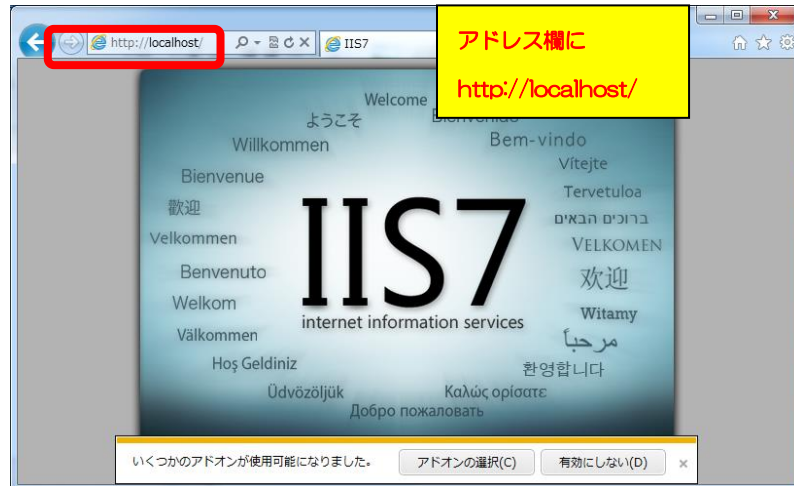 http://localhost/
IIS7
アドレス欄に
http://localhost/
Welcome
ようこそ
Bienvenido
Willkommen
Bem-vindo
Vítejte
Bienvenue
Tervetuloa
歡迎
ברוכים הבאים
Velkommen
VELKOMEN
IIS7
Benvenuto
欢迎
Welkom
internet information services
Witamy
Välkommen
مرحباً
Hoş Geldiniz
환영합니다
Üdvözöljük
Καλώς ορίσατε
Добро пожаловать
いくつかのアドオンが使用可能になりました。
アドオンの選択(C)
有効にしない(D)